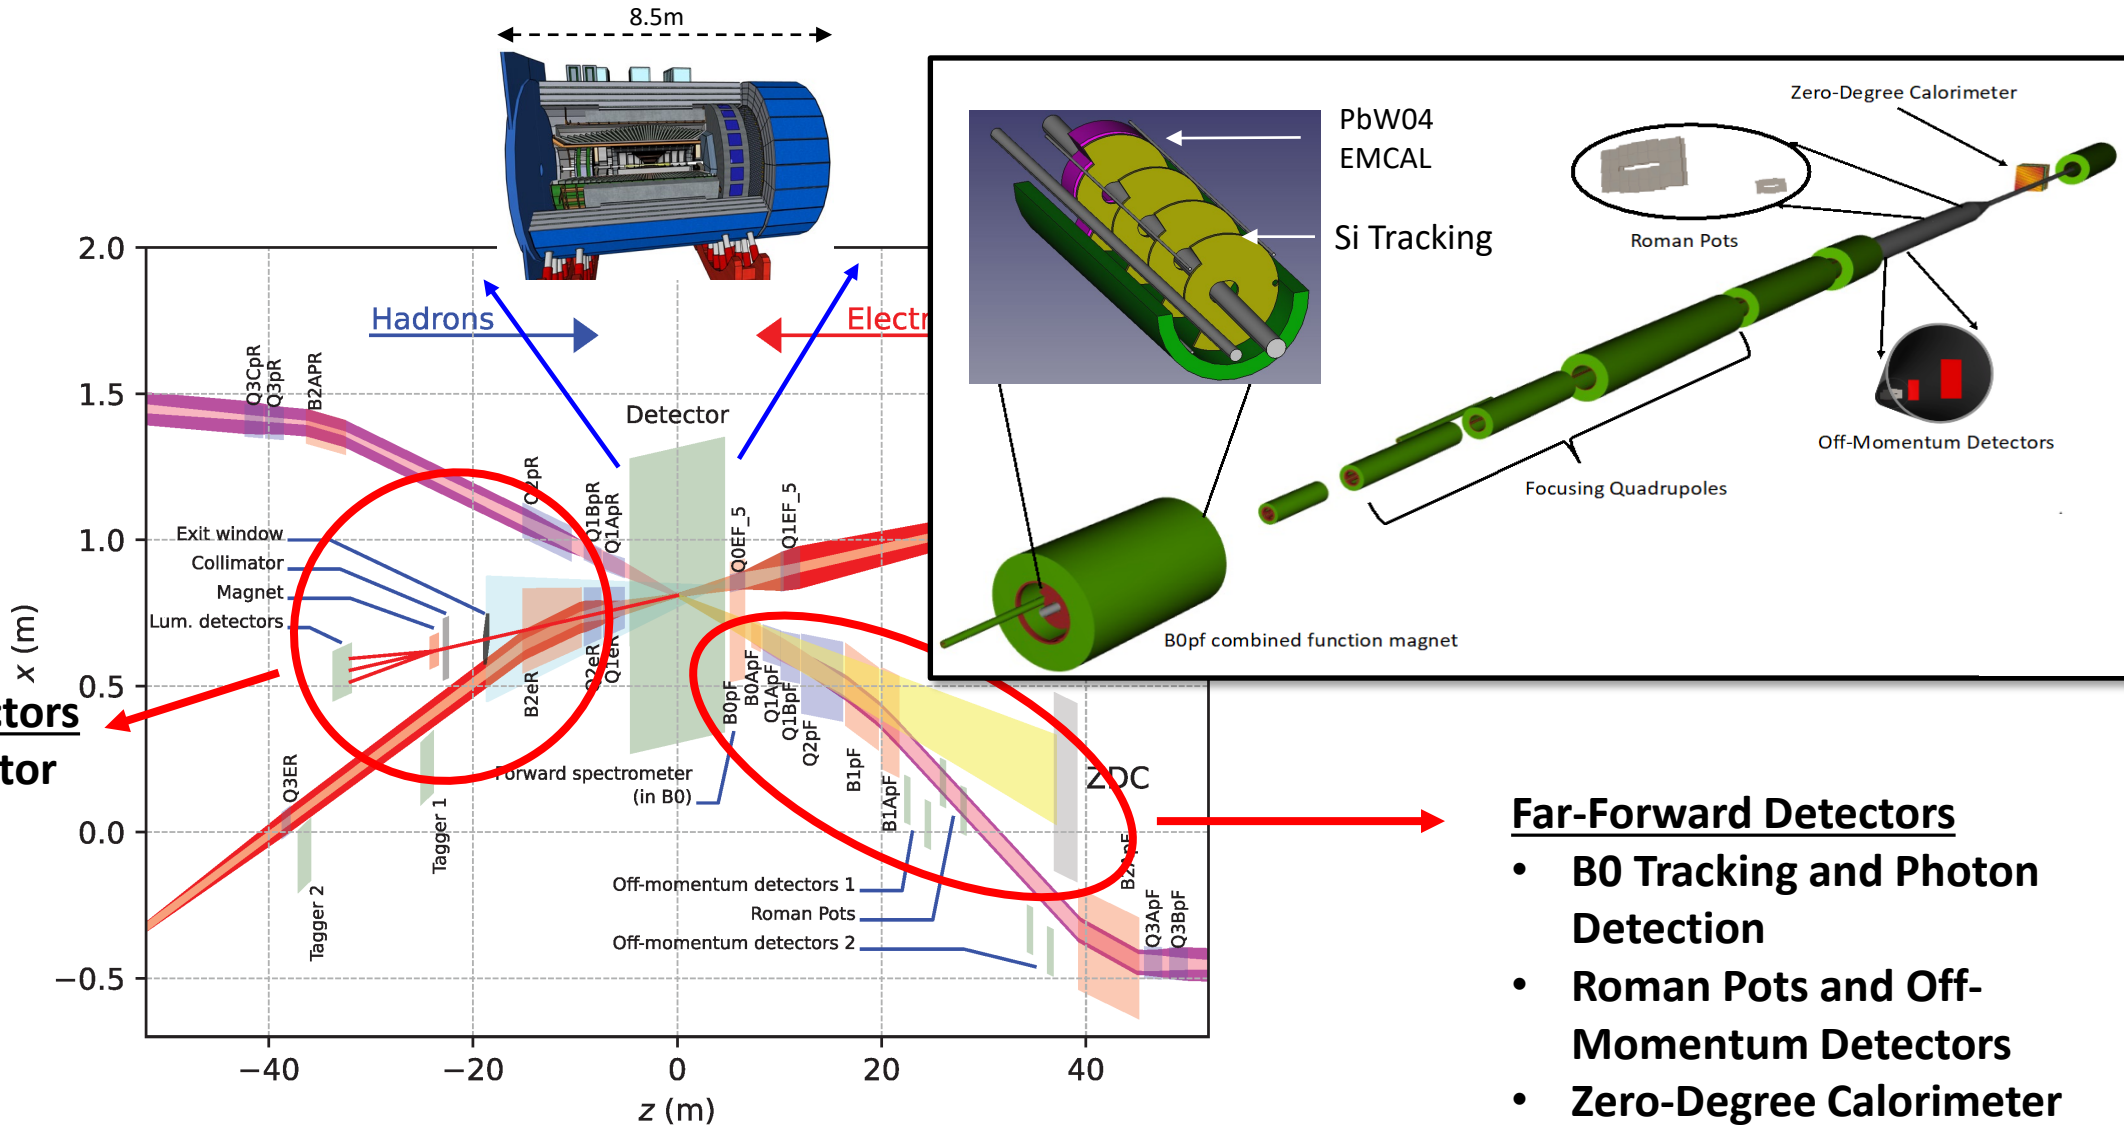 8.5m
PbW04
EMCAL
Si Tracking
Zero-Degree Calorimeter
Roman Pots
Off-Momentum Detectors
Focusing Quadrupoles
B0pf combined function magnet
Hadrons
Electr
Detector
2.0
1.5
1.0
0.5
0.0
−0.5
x (m)
Q3CpR
Q3pR
B2APR
Q2pR
Q1BpR
Q1ApR
Q0EF_5
Q1EF_5
Exit window
Collimator
Magnet
Lum. detectors
B2eR
Q2eR
Q1eR
B0pF
B0ApF
Q1ApF
Q1BpF
Q2pF
B1pF
B1ApF
ZDC
B2ApF
Q3ApF
Q3BpF
Q3ER
Tagger 1
Tagger 2
Forward spectrometer
(in B0)
Off-momentum detectors 1
Roman Pots
Off-momentum detectors 2
−40
−20
0
20
40
z (m)
ctors
tor
Far-Forward Detectors
• B0 Tracking and Photon
Detection
• Roman Pots and Off-
Momentum Detectors
• Zero-Degree Calorimeter